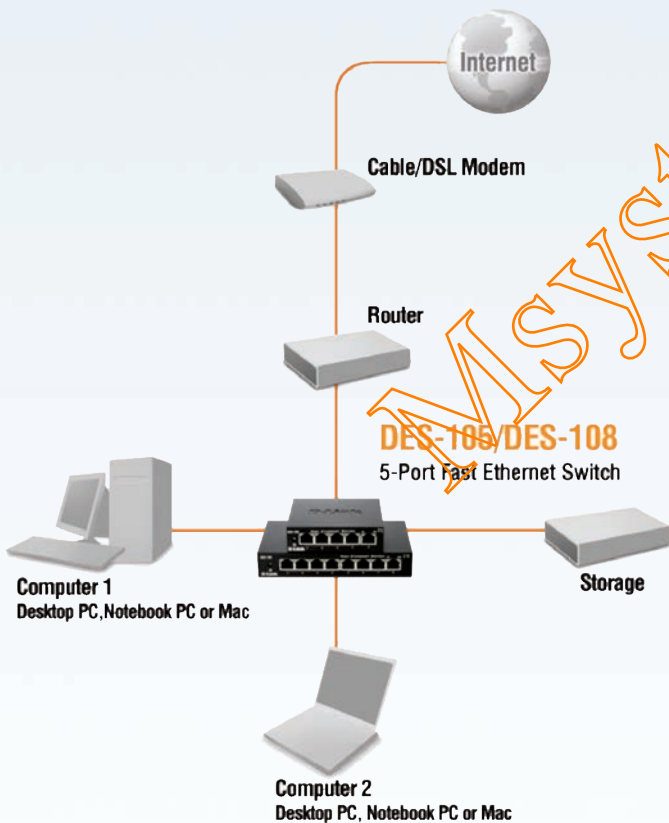 Internet
Cable/DSL Modem
Router
DES-105/DES-108
5-Port Fast Ethernet Switch
Computer 1
Desktop PC,Notebook PC or Mac
Storage
Computer 2
Desktop PC, Notebook PC or Mac